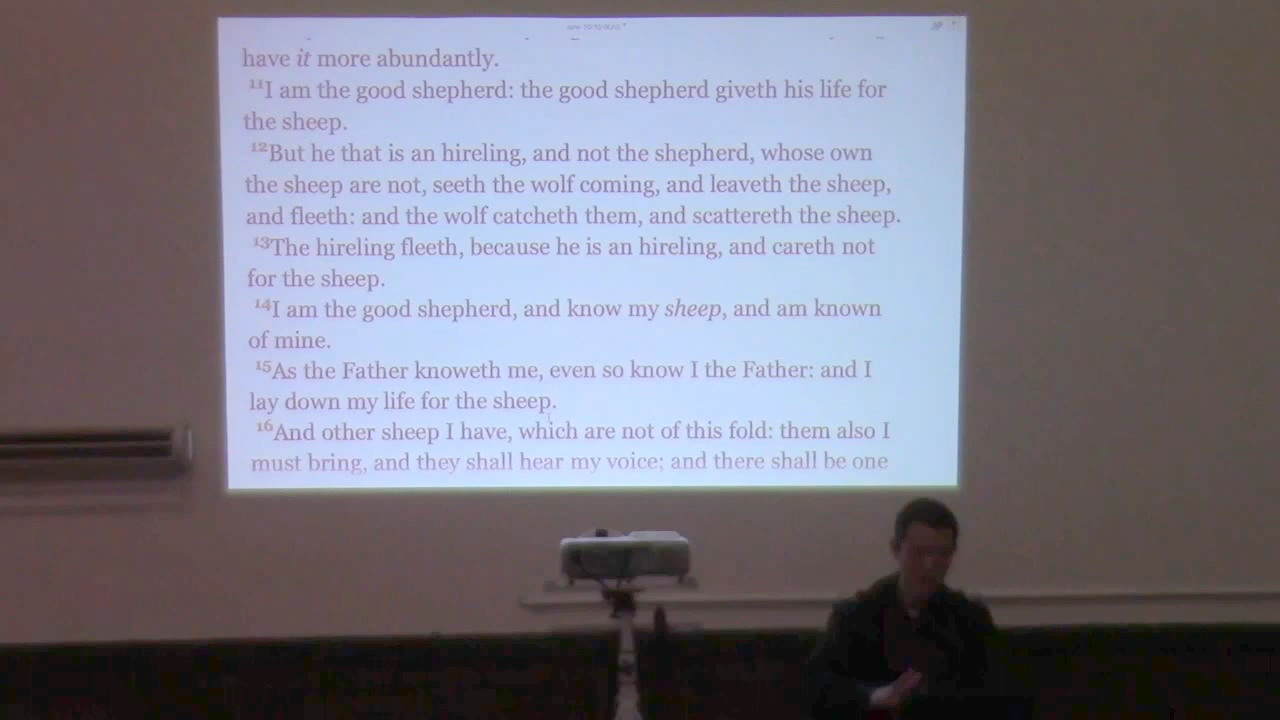 have it more abundantly.
¹¹I am the good shepherd: the good shepherd giveth his life for
the sheep.
¹²But he that is an hireling, and not the shepherd, whose own
the sheep are not, seeth the wolf coming, and leaveth the sheep,
and fleeth: and the wolf catcheth them, and scattereth the sheep.
¹³The hireling fleeth, because he is an hireling, and careth not
for the sheep.
¹⁴I am the good shepherd, and know my sheep, and am known
of mine.
¹⁵As the Father knoweth me, even so know I the Father: and I
lay down my life for the sheep.
¹⁶And other sheep I have, which are not of this fold: them also I
must bring, and they shall hear my voice; and there shall be one